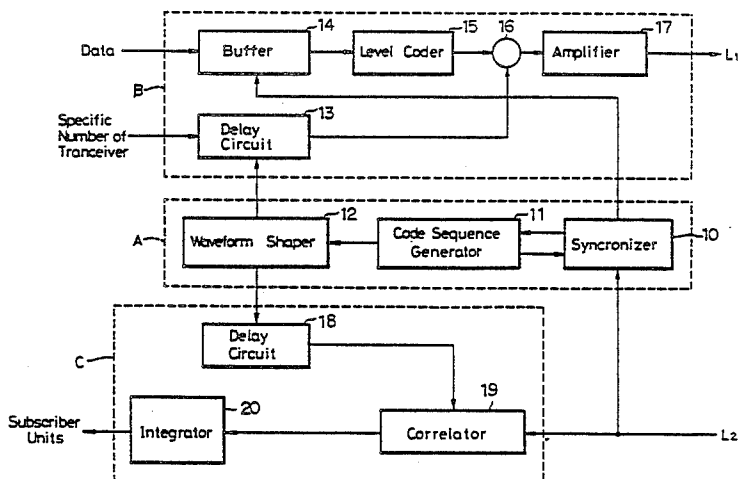 14
15
16
17
Data
Buffer
Level Coder
Amplifier
L1
B
13
Specific
Number of
Tranceiver
Delay
Circuit
12
11
A
Waveform Shaper
Code Sequence
Generator
Syncronizer
10
18
C
Delay
Circuit
19
20
Subscriber
Units
Integrator
Correlator
L2